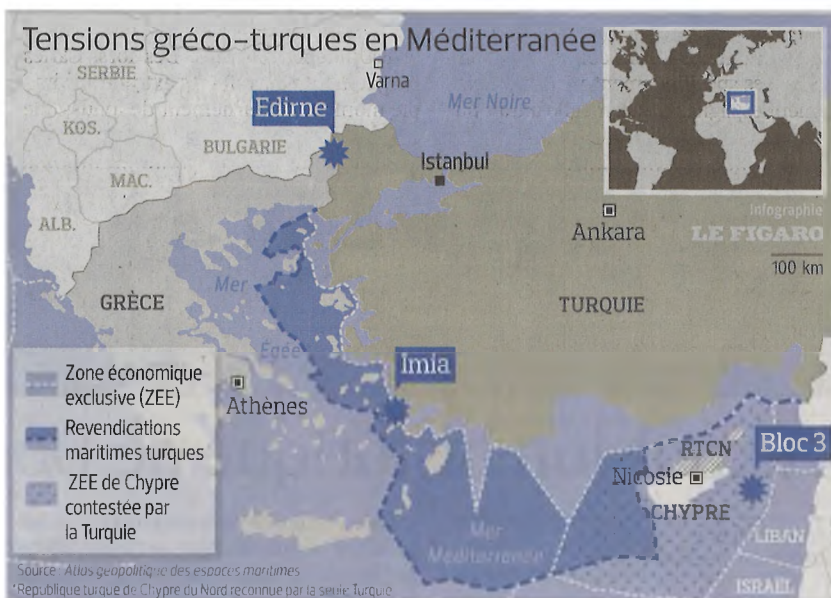 Tensions gréco-turques en Méditerranée
SERBIE
Varna
Mer Noire
Edirne
KOS.
BULGARIE
Istanbul
MAC.
ALB.
Infographie
Ankara
LE FIGARO
100 km
Mer
GRÈCE
TURQUIE
Égée
Imia
Zone économique
exclusive (ZEE)
Athènes
Revendications
maritimes turques
RTCN
Bloc 3
Nicosie
ZEE de Chypre
contestée par
la Turquie
CHYPRE
Mer
Méditerranée
LIBAN
Source : Atlas géopolitique des espaces maritimes
ISRAËL
*République turque de Chypre du Nord reconnue par la seule Turquie